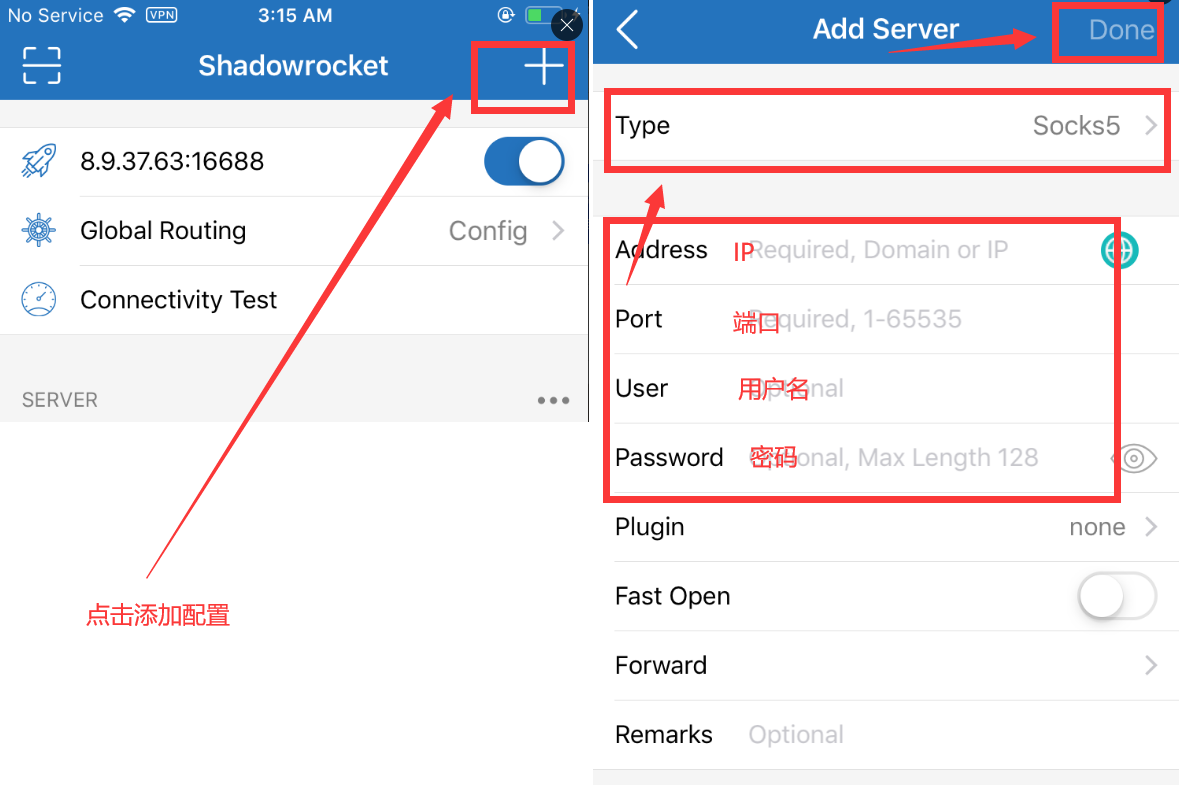 No Service VPN 3:15 AM
Shadowrocket
8.9.37.63:16688
Global Routing Config
Connectivity Test
SERVER
点击添加配置
Add Server Done
Type Socks5
Address IP Required, Domain or IP
Port 端口 Required, 1-65535
User 用户名 Optional
Password 密码 Optional, Max Length 128
Plugin none
Fast Open
Forward
Remarks Optional